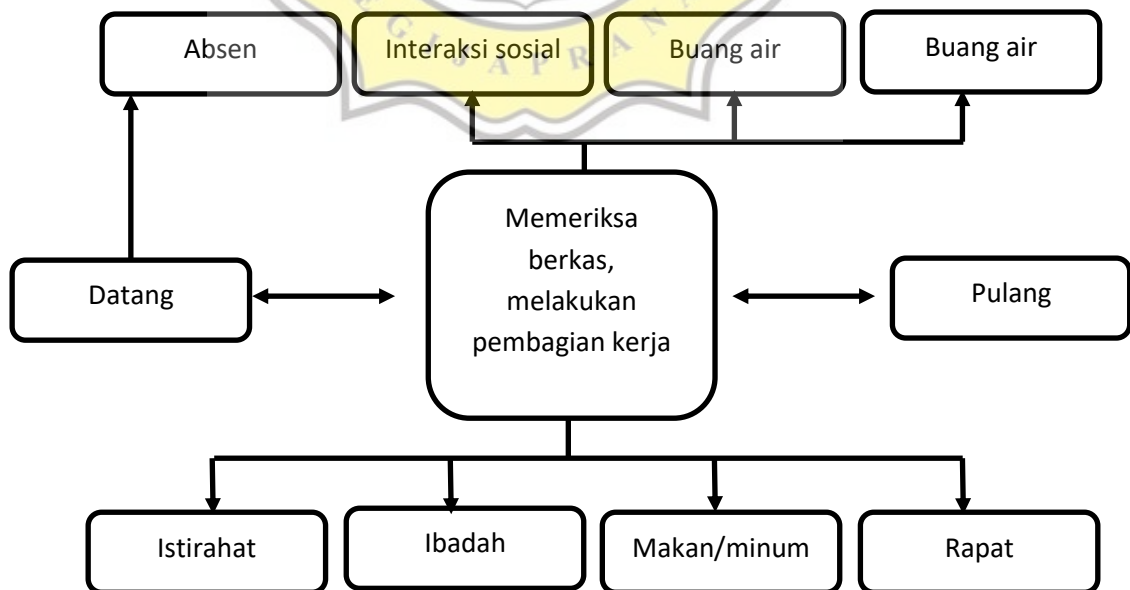 Absen
Interaksi sosial
Buang air
Buang air
GIJAPRANA
Memeriksa
berkas,
melakukan
pembagian kerja
Datang
Pulang
Istirahat
Ibadah
Makan/minum
Rapat